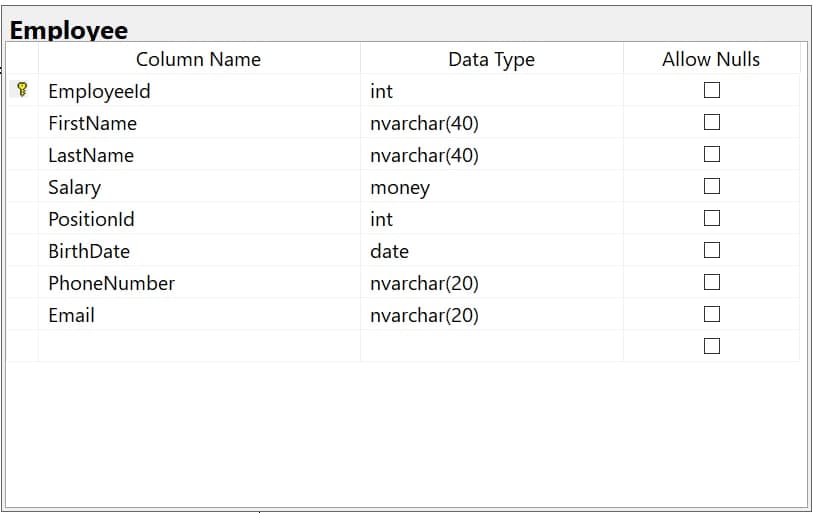 Employee
Column Name Data Type Allow Nulls
EmployeeId int
FirstName nvarchar(40)
LastName nvarchar(40)
Salary money
PositionId int
BirthDate date
PhoneNumber nvarchar(20)
Email nvarchar(20)